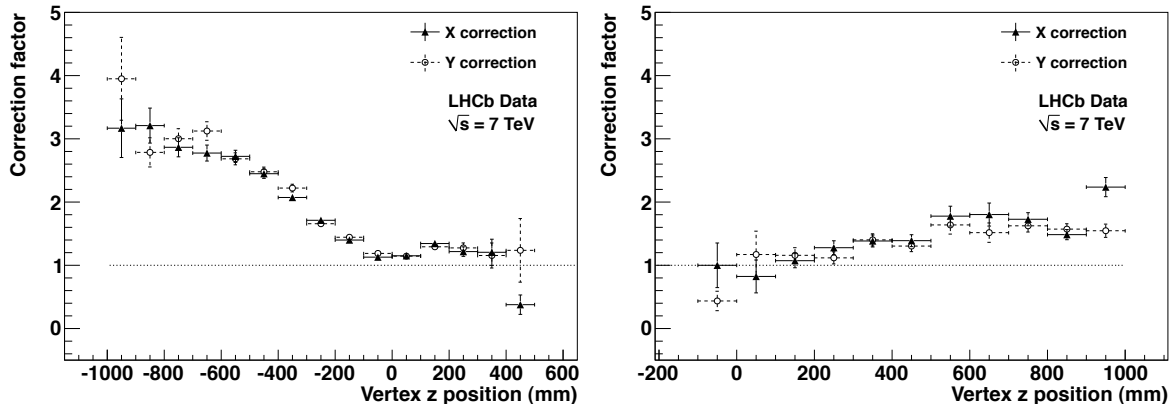 Correction factor
5
4
3
2
1
0
X correction
Y correction
LHCb Data
√s = 7 TeV
-1000 -800 -600 -400 -200 0 200 400 600
Vertex z position (mm)
Correction factor
5
4
3
2
1
0
X correction
Y correction
LHCb Data
√s = 7 TeV
-200 0 200 400 600 800 1000
Vertex z position (mm)